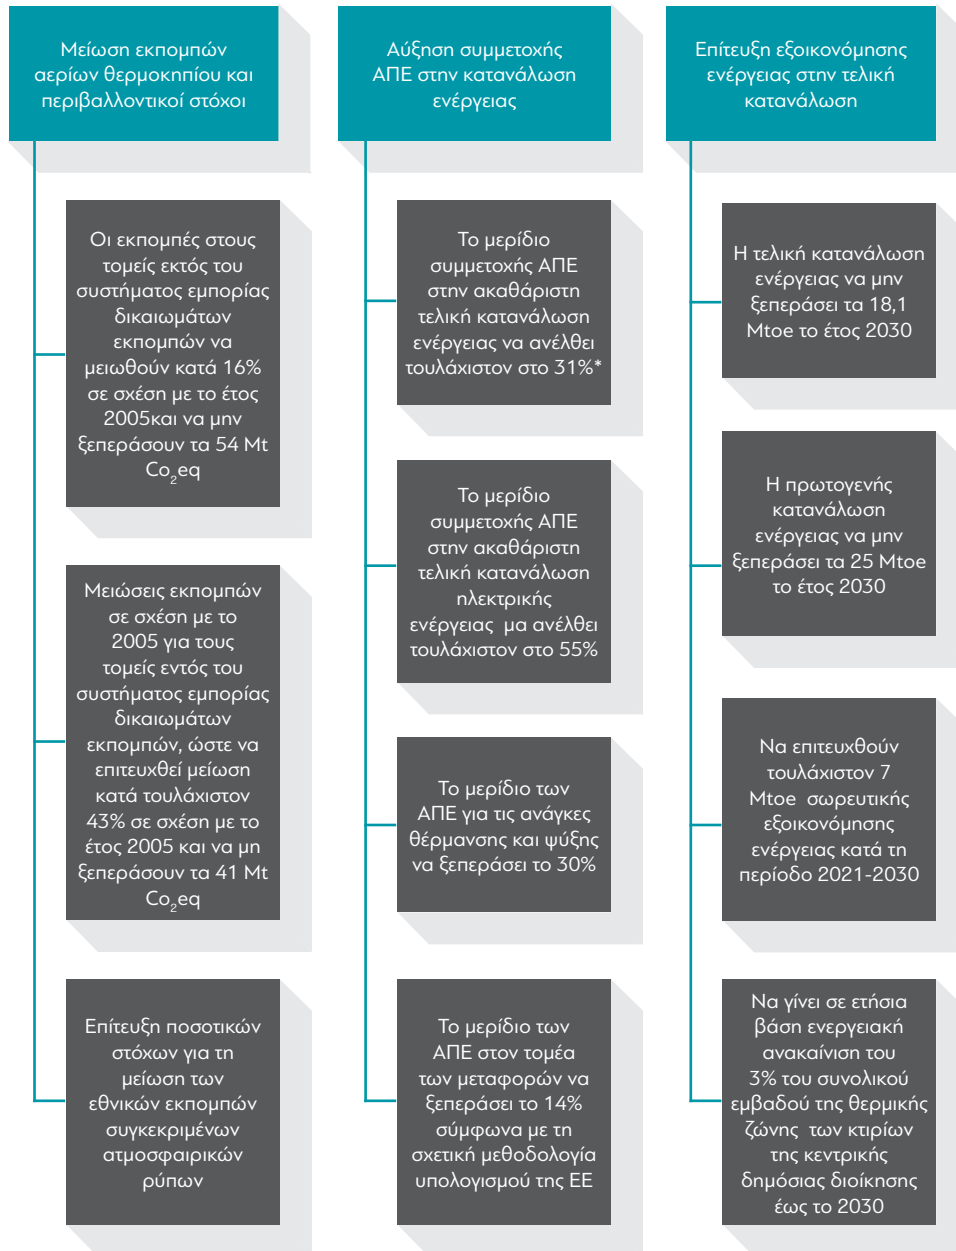 Μείωση εκπομπών
αερίων θερμοκηπίου και
περιβαλλοντικοί στόχοι
Οι εκπομπές στους
τομείς εκτός του
συστήματος εμπορίας
δικαιωμάτων
εκπομπών να
μειωθούν κατά 16%
σε σχέση με το έτος
2005και να μην
ξεπεράσουν τα 54 Mt
Co₂eq
Μειώσεις εκπομπών
σε σχέση με το
2005 για τους
τομείς εντός του
συστήματος εμπορίας
δικαιωμάτων
εκπομπών, ώστε να
επιτευχθεί μείωση
κατά τουλάχιστον
43% σε σχέση με το
έτος 2005 και να μη
ξεπεράσουν τα 41 Mt
Co₂eq
Επίτευξη ποσοτικών
στόχων για τη
μείωση των
εθνικών εκπομπών
συγκεκριμένων
ατμοσφαιρικών
ρύπων
Αύξηση συμμετοχής
ΑΠΕ στην κατανάλωση
ενέργειας
Το μερίδιο
συμμετοχής ΑΠΕ
στην ακαθάριστη
τελική κατανάλωση
ενέργειας να ανέλθει
τουλάχιστον στο 31%*
Το μερίδιο
συμμετοχής ΑΠΕ
στην ακαθάριστη
τελική κατανάλωση
ηλεκτρικής
ενέργειας μα ανέλθει
τουλάχιστον στο 55%
Το μερίδιο των
ΑΠΕ για τις ανάγκες
θέρμανσης και ψύξης
να ξεπεράσει το 30%
Το μερίδιο των
ΑΠΕ στον τομέα
των μεταφορών να
ξεπεράσει το 14%
σύμφωνα με τη
σχετική μεθοδολογία
υπολογισμού της ΕΕ
Επίτευξη εξοικονόμησης
ενέργειας στην τελική
κατανάλωση
Η τελική κατανάλωση
ενέργειας να μην
ξεπεράσει τα 18,1
Mtoe το έτος 2030
Η πρωτογενής
κατανάλωση
ενέργειας να μην
ξεπεράσει τα 25 Mtoe
το έτος 2030
Να επιτευχθούν
τουλάχιστον 7
Mtoe σωρευτικής
εξοικονόμησης
ενέργειας κατά τη
περίοδο 2021-2030
Να γίνει σε ετήσια
βάση ενεργειακή
ανακαίνιση του
3% του συνολικού
εμβαδού της θερμικής
ζώνης των κτιρίων
της κεντρικής
δημόσιας διοίκησης
έως το 2030